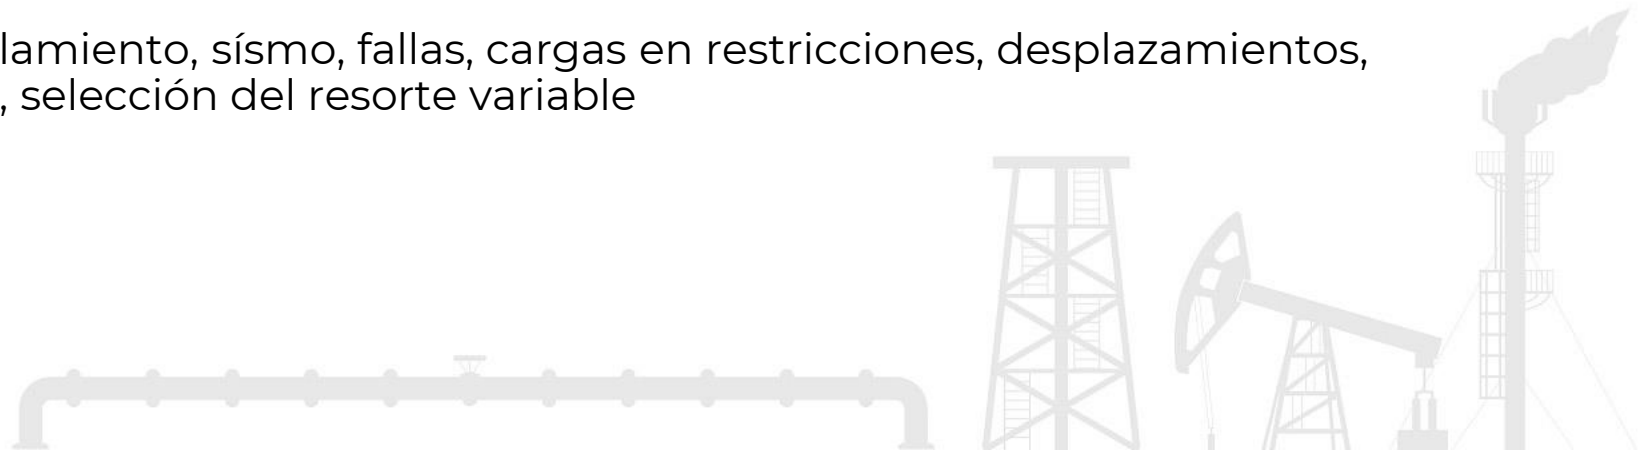 lamiento, sísmo, fallas, cargas en restricciones, desplazamientos,
, selección del resorte variable